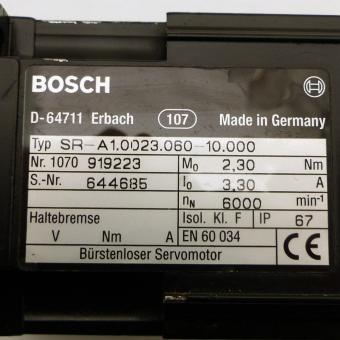 BOSCH
D-64711 Erbach 107 Made in Germany
Typ SR-A1.0023.060-10.000
Nr. 1070 919223 M0 2,30 Nm
S.-Nr. 644685 I0 3,30 A
nN 6000 min-1
Haltebremse Isol. Kl. F IP 67
V Nm A EN 60 034 CE
Bürstenloser Servomotor